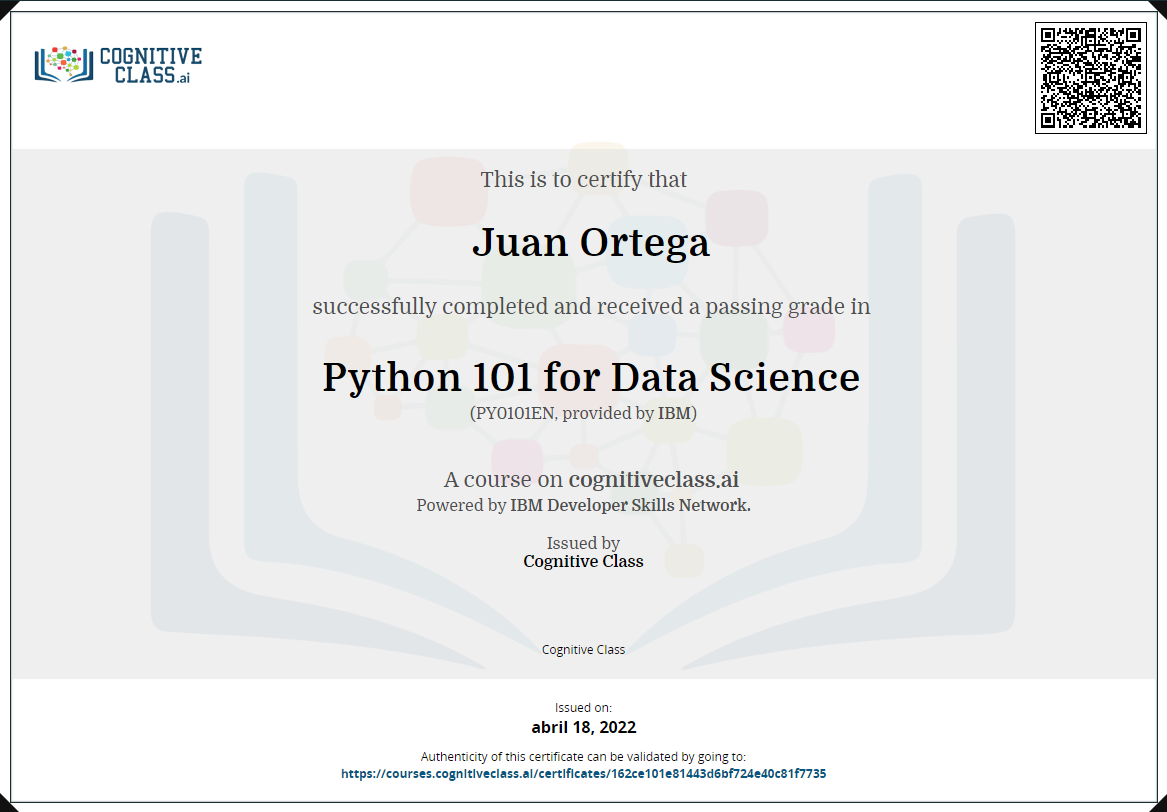 COGNITIVE
CLASS.ai
This is to certify that
Juan Ortega
successfully completed and received a passing grade in
Python 101 for Data Science
(PY0101EN, provided by IBM)
A course on cognitiveclass.ai
Powered by IBM Developer Skills Network.
Issued by
Cognitive Class
Cognitive Class
Issued on:
abril 18, 2022
Authenticity of this certificate can be validated by going to:
https://courses.cognitiveclass.ai/certificates/162ce101e81443d6bf724e40c81f7735